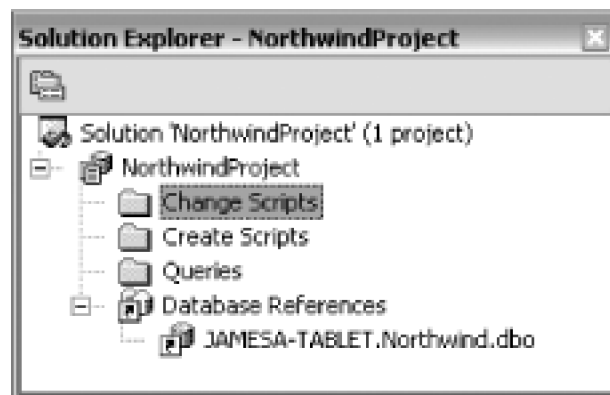 Solution Explorer - NorthwindProject
Solution 'NorthwindProject' (1 project)
NorthwindProject
Change Scripts
Create Scripts
Queries
Database References
JAMESA-TABLET.Northwind.dbo